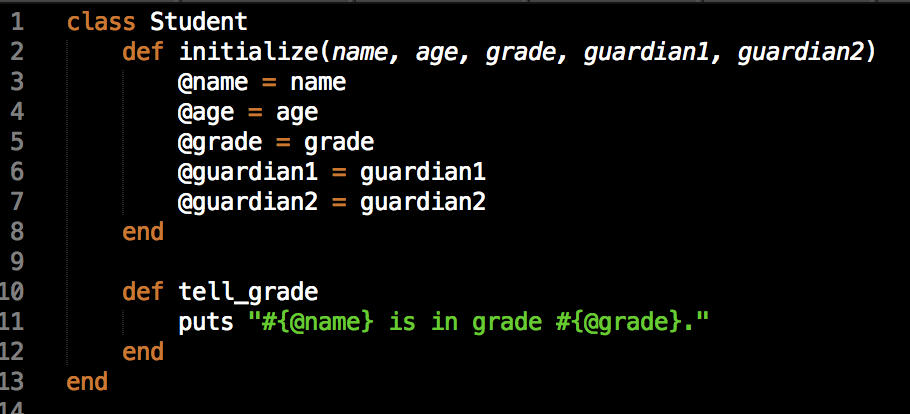 1 class Student
2     def initialize(name, age, grade, guardian1, guardian2)
3         @name = name
4         @age = age
5         @grade = grade
6         @guardian1 = guardian1
7         @guardian2 = guardian2
8     end
9
10     def tell_grade
11         puts "#{@name} is in grade #{@grade}."
12     end
13 end
14